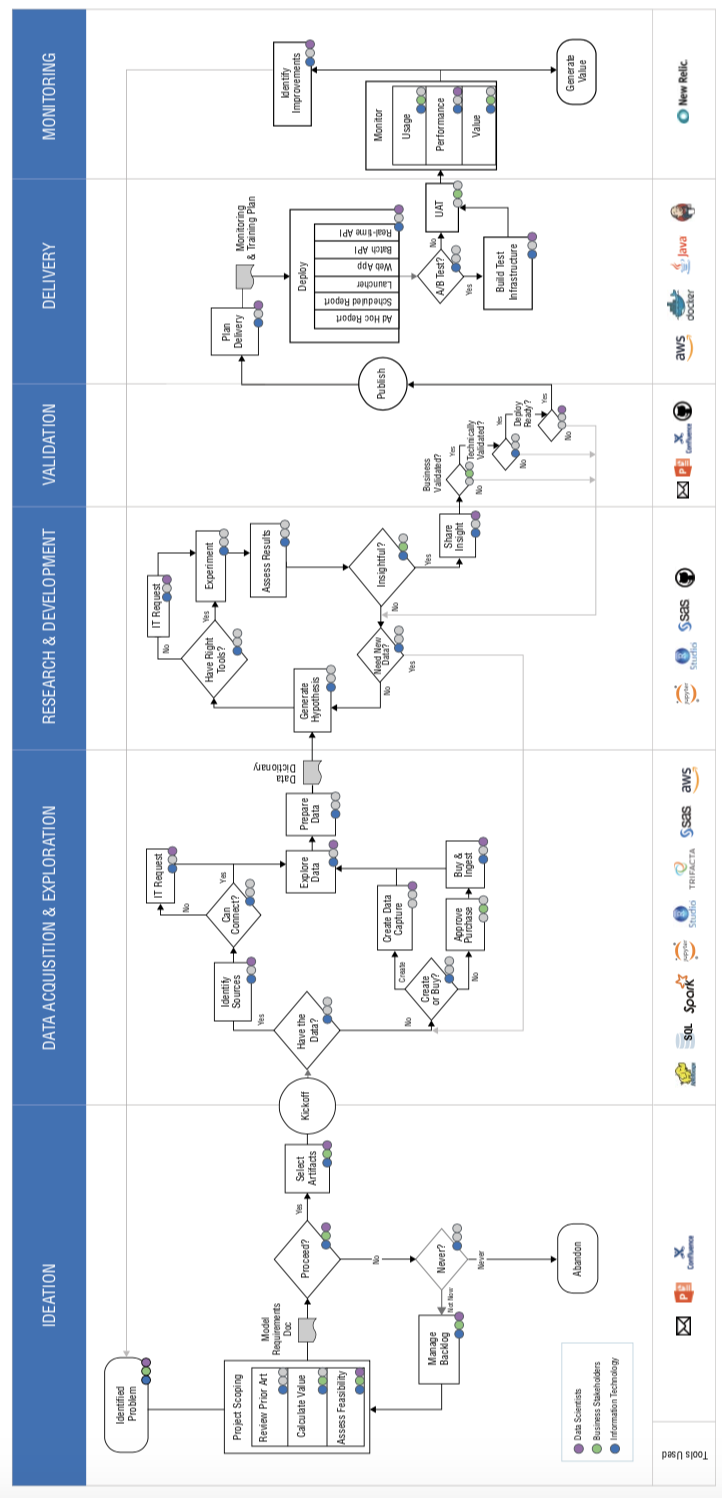 IDEATION
DATA ACQUISITION & EXPLORATION
RESEARCH & DEVELOPMENT
VALIDATION
DELIVERY
MONITORING
Identified
Problem
Project Scoping
Review Prior Art
Calculate Value
Assess Feasibility
Model
Requirements
Doc
Proceed?
Yes
No
Never?
Not Now
Never
Manage
Backlog
Abandon
Select
Artifacts
Kickoff
Have the
Data?
Yes
No
Identify
Sources
Can
Connect?
No
Yes
IT Request
Create
or Buy?
Create
No
Create Data
Capture
Approve
Purchase
Buy &
Ingest
Explore
Data
Prepare
Data
Data
Dictionary
Generate
Hypothesis
Have Right
Tools?
No
Yes
IT Request
Experiment
Assess Results
Insightful?
No
Yes
Need New
Data?
No
Yes
Share
Insight
Business
Validated?
Yes
No
Technically
Validated?
Yes
No
Deploy
Ready?
Yes
No
Publish
Plan
Delivery
Monitoring
& Training Plan
Deploy
Ad Hoc Report
Scheduled Report
Launcher
Web App
Batch API
Real-time API
A/B Test?
No
Yes
Build Test
Infrastructure
UAT
Monitor
Usage
Performance
Value
Identify
Improvements
Generate
Value
Data Scientists
Business Stakeholders
Information Technology
Tools Used
P
Confluence
SQL
Spark
jupyter
Studio
TRIFACTA
sas
aws
jupyter
Studio
sas
P
Confluence
aws
docker
Java
New Relic.